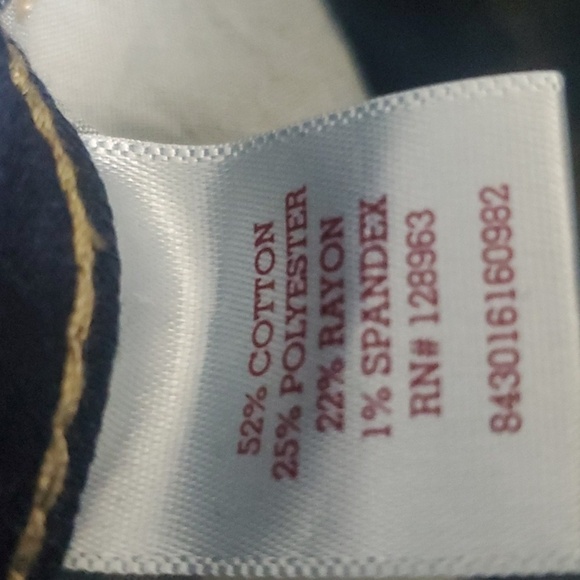 52% COTTON
25% POLYESTER
22% RAYON
1% SPANDEX
RN# 128963
843016160982